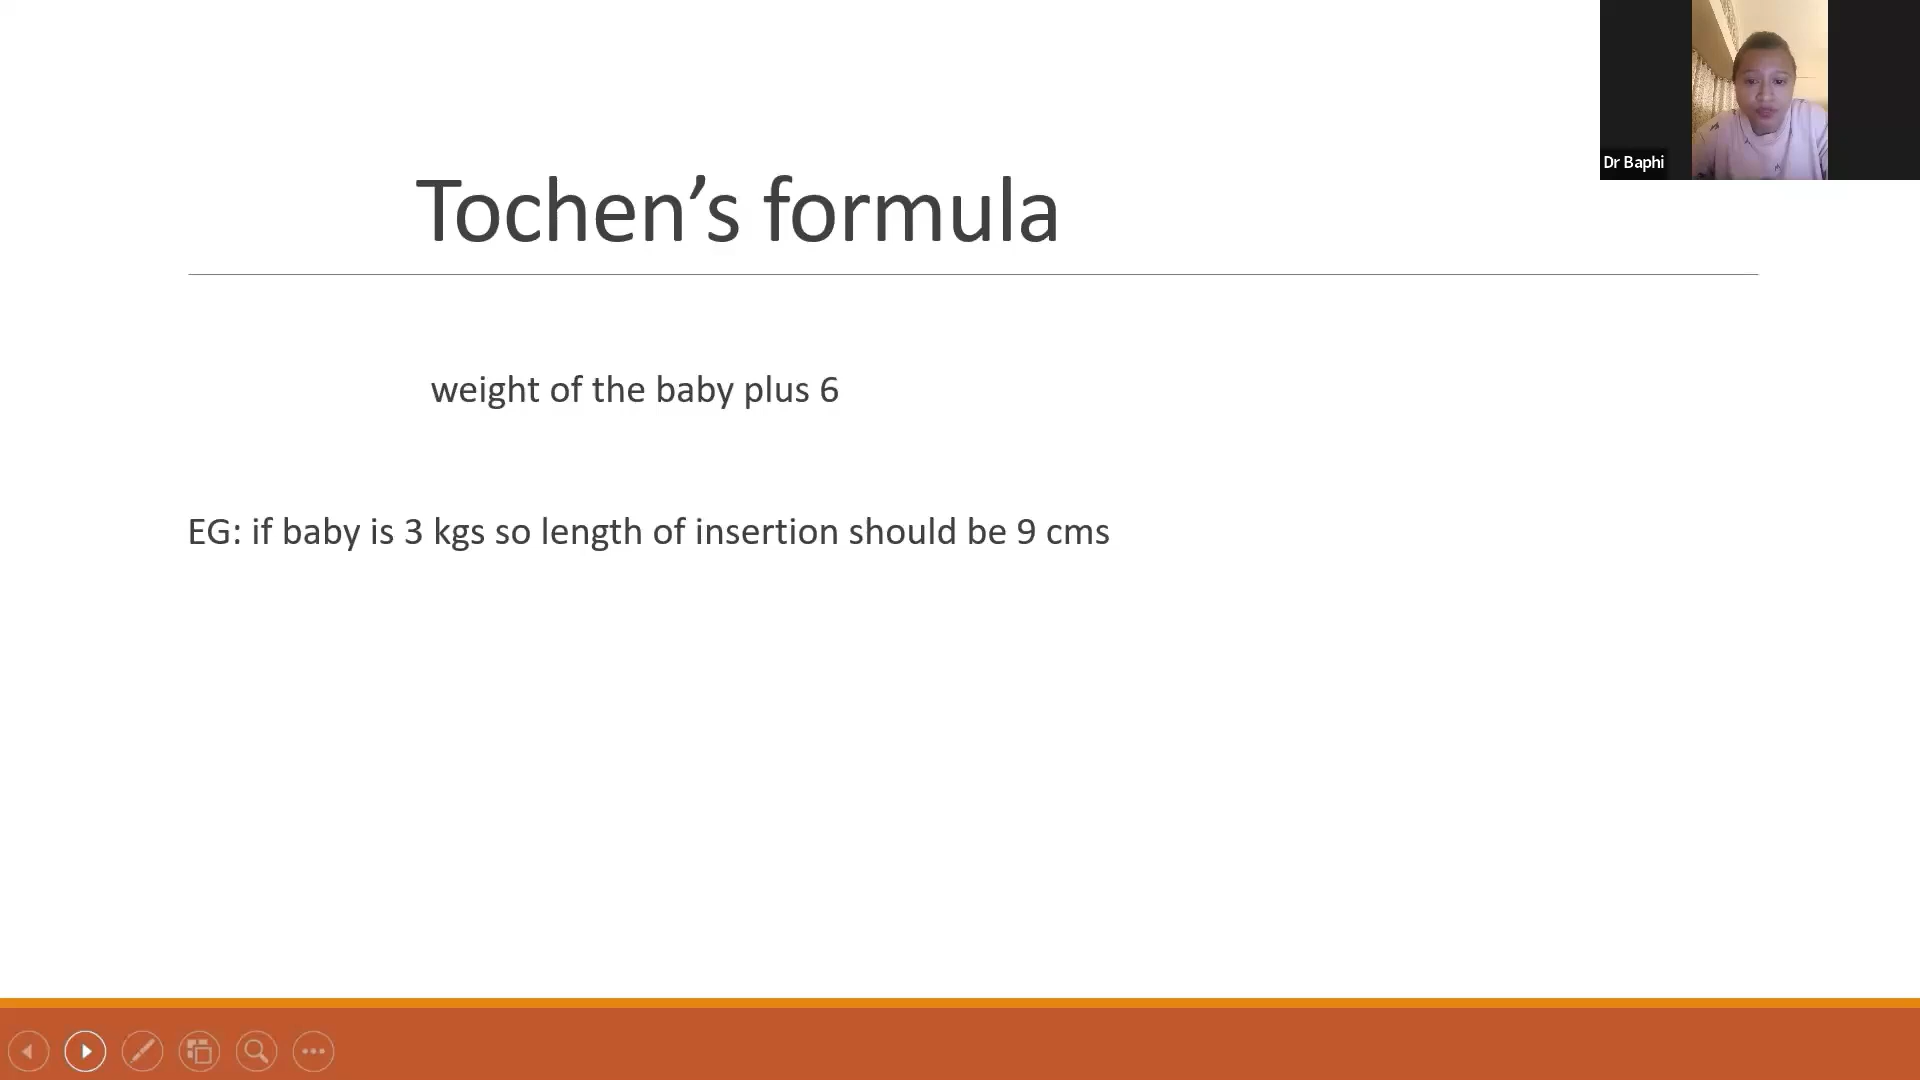 Dr Baphi
Tochen’s formula
weight of the baby plus 6
EG: if baby is 3 kgs so length of insertion should be 9 cms